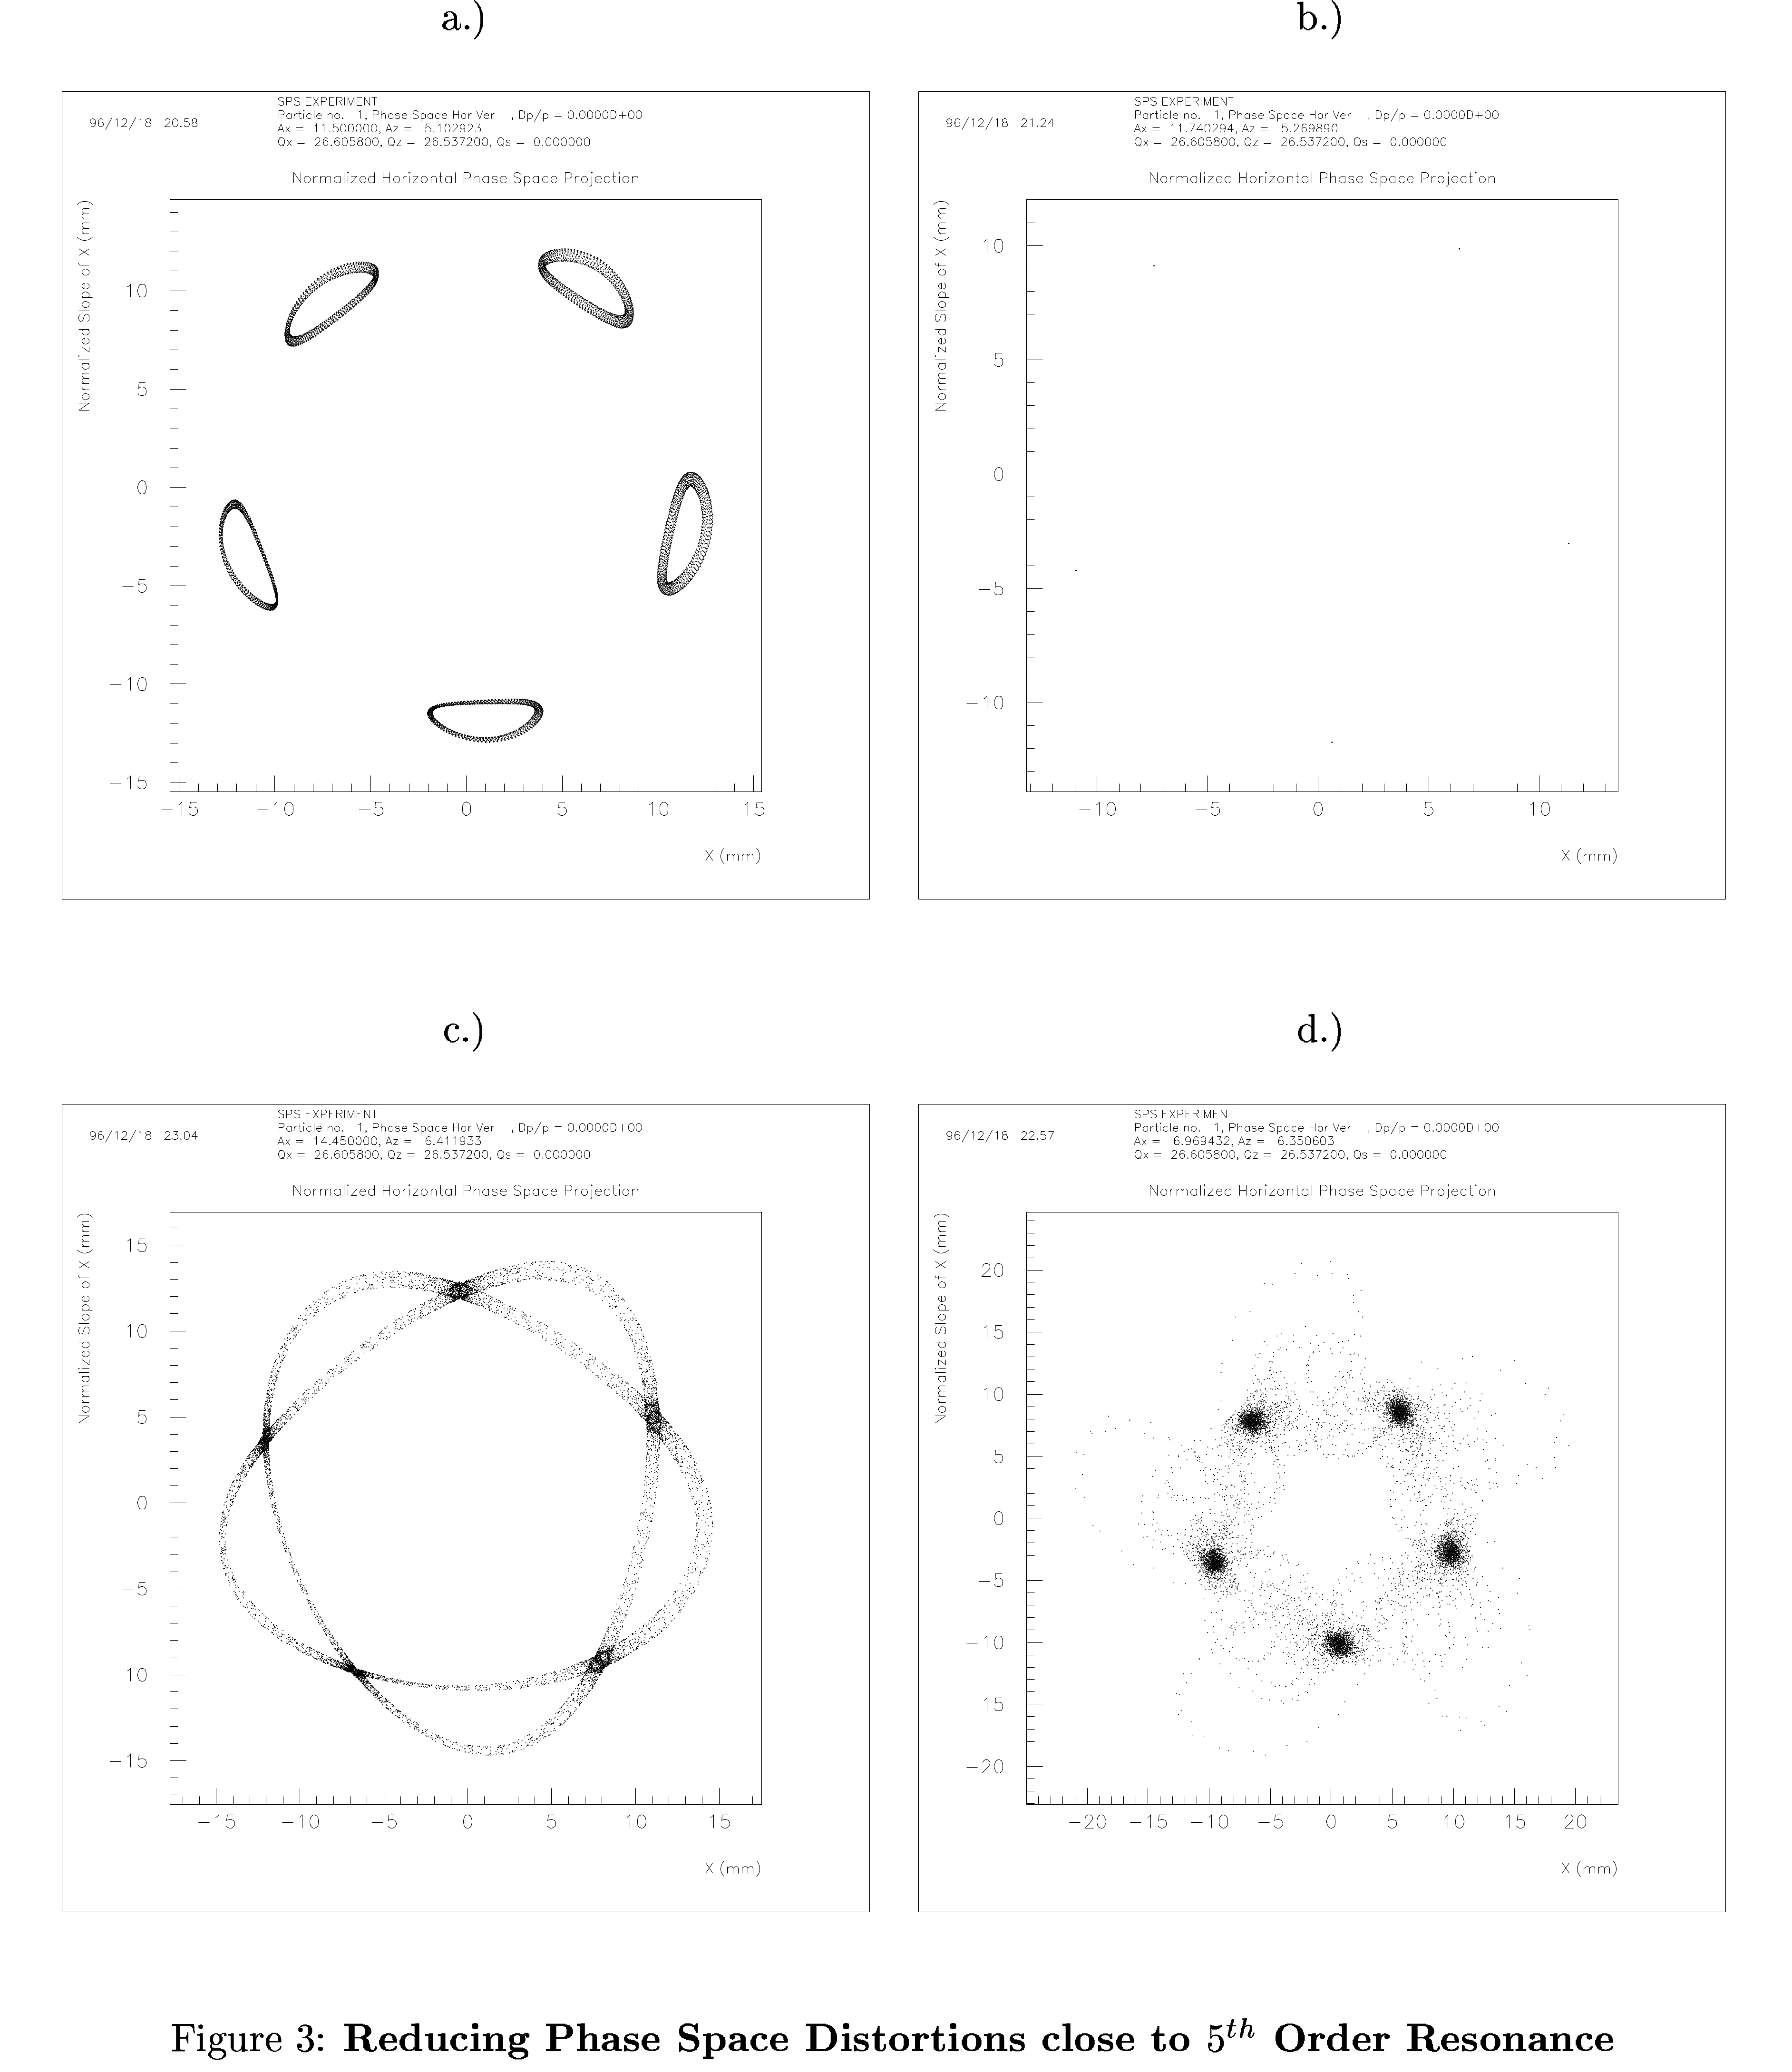 a.)
SPS EXPERIMENT
96/12/18 20.58
Particle no. 1, Phase Space Hor Ver , Dp/p = 0.0000D+00
Ax = 11.500000, Az = 5.102923
Qx = 26.605800, Qz = 26.537200, Qs = 0.000000
Normalized Horizontal Phase Space Projection
Normalized Slope of X (mm)
10
5
0
−5
−10
−15
−15 −10 −5 0 5 10 15
X (mm)
b.)
SPS EXPERIMENT
96/12/18 21.24
Particle no. 1, Phase Space Hor Ver , Dp/p = 0.0000D+00
Ax = 11.740294, Az = 5.269890
Qx = 26.605800, Qz = 26.537200, Qs = 0.000000
Normalized Horizontal Phase Space Projection
Normalized Slope of X (mm)
10
5
0
−5
−10
−10 −5 0 5 10
X (mm)
c.)
SPS EXPERIMENT
96/12/18 23.04
Particle no. 1, Phase Space Hor Ver , Dp/p = 0.0000D+00
Ax = 14.450000, Az = 6.411933
Qx = 26.605800, Qz = 26.537200, Qs = 0.000000
Normalized Horizontal Phase Space Projection
Normalized Slope of X (mm)
15
10
5
0
−5
−10
−15
−15 −10 −5 0 5 10 15
X (mm)
d.)
SPS EXPERIMENT
96/12/18 22.57
Particle no. 1, Phase Space Hor Ver , Dp/p = 0.0000D+00
Ax = 6.969432, Az = 6.350603
Qx = 26.605800, Qz = 26.537200, Qs = 0.000000
Normalized Horizontal Phase Space Projection
Normalized Slope of X (mm)
20
15
10
5
0
−5
−10
−15
−20
−20 −15 −10 −5 0 5 10 15 20
X (mm)
Figure 3: Reducing Phase Space Distortions close to 5th Order Resonance